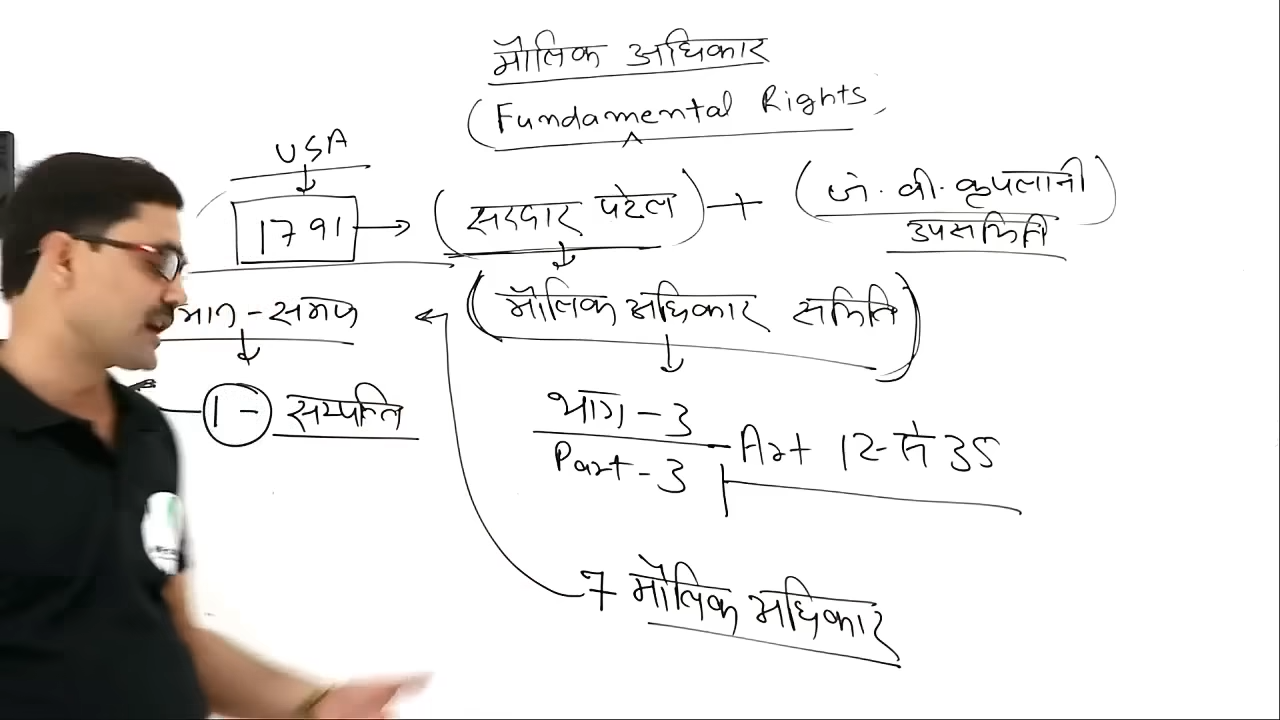 मौलिक अधिकार
(Fundamental Rights)
USA
1791 → (सरदार पटेल) + (जे. बी. कृपलानी)
उपसमिति
(मौलिक अधिकार समिति)
भाग - 3
Part - 3
Art 12 से 35
1 - सम्पत्ति
7 मौलिक अधिकार